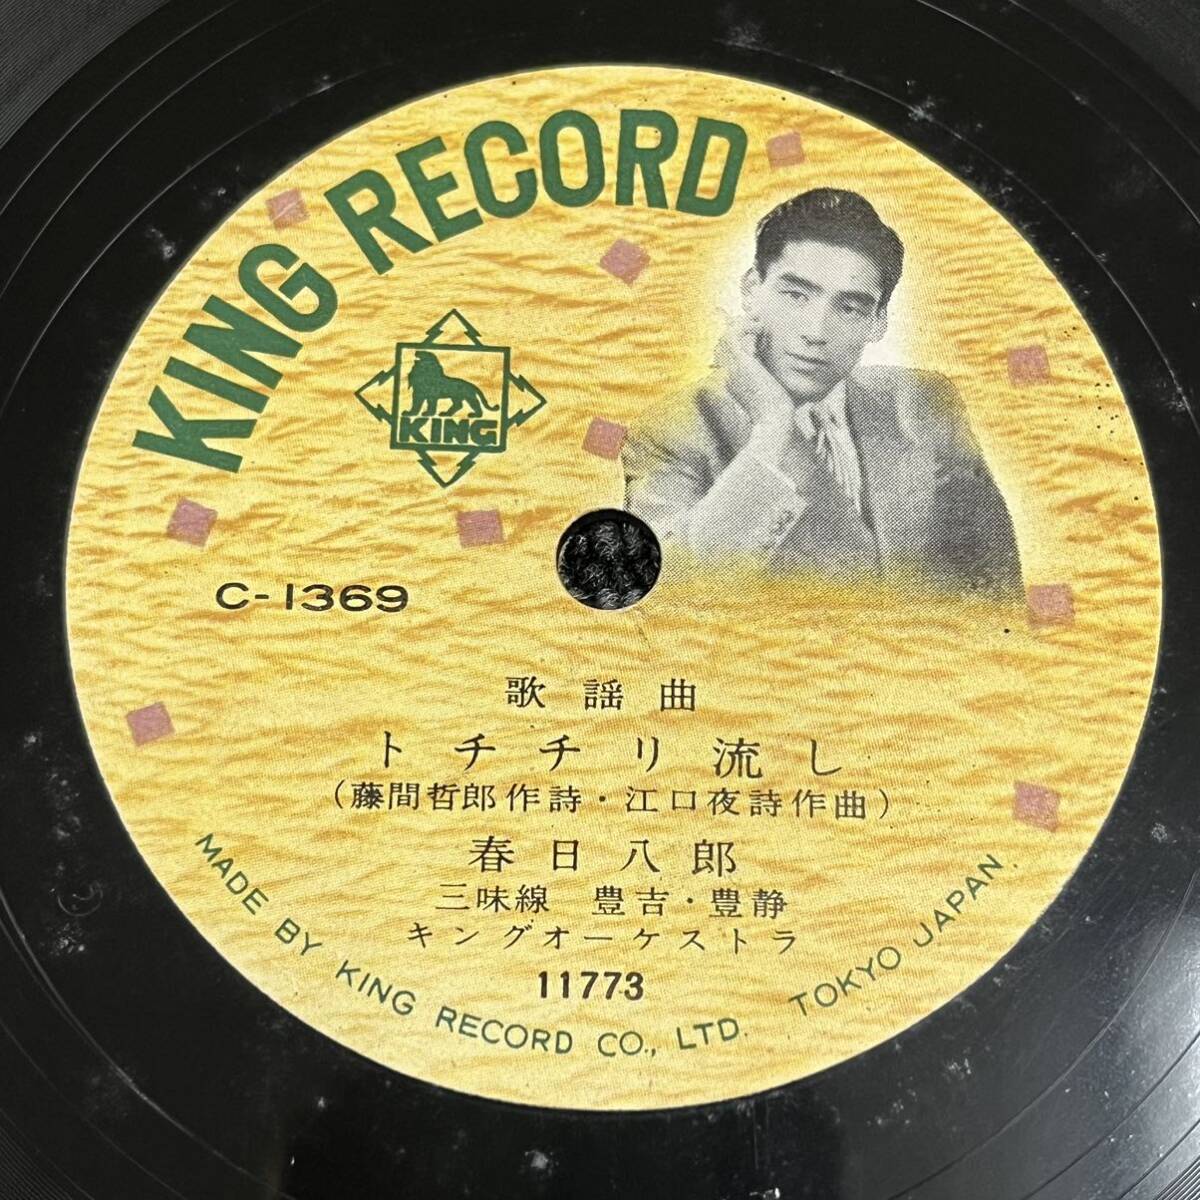 KING RECORD
KING
C-1369
歌謡曲
トチチリ流し
(藤間哲郎作詩・江口夜詩作曲)
春日八郎
三味線 豊吉・豊静
キングオーケストラ
11773
MADE BY KING RECORD CO., LTD. TOKYO JAPAN